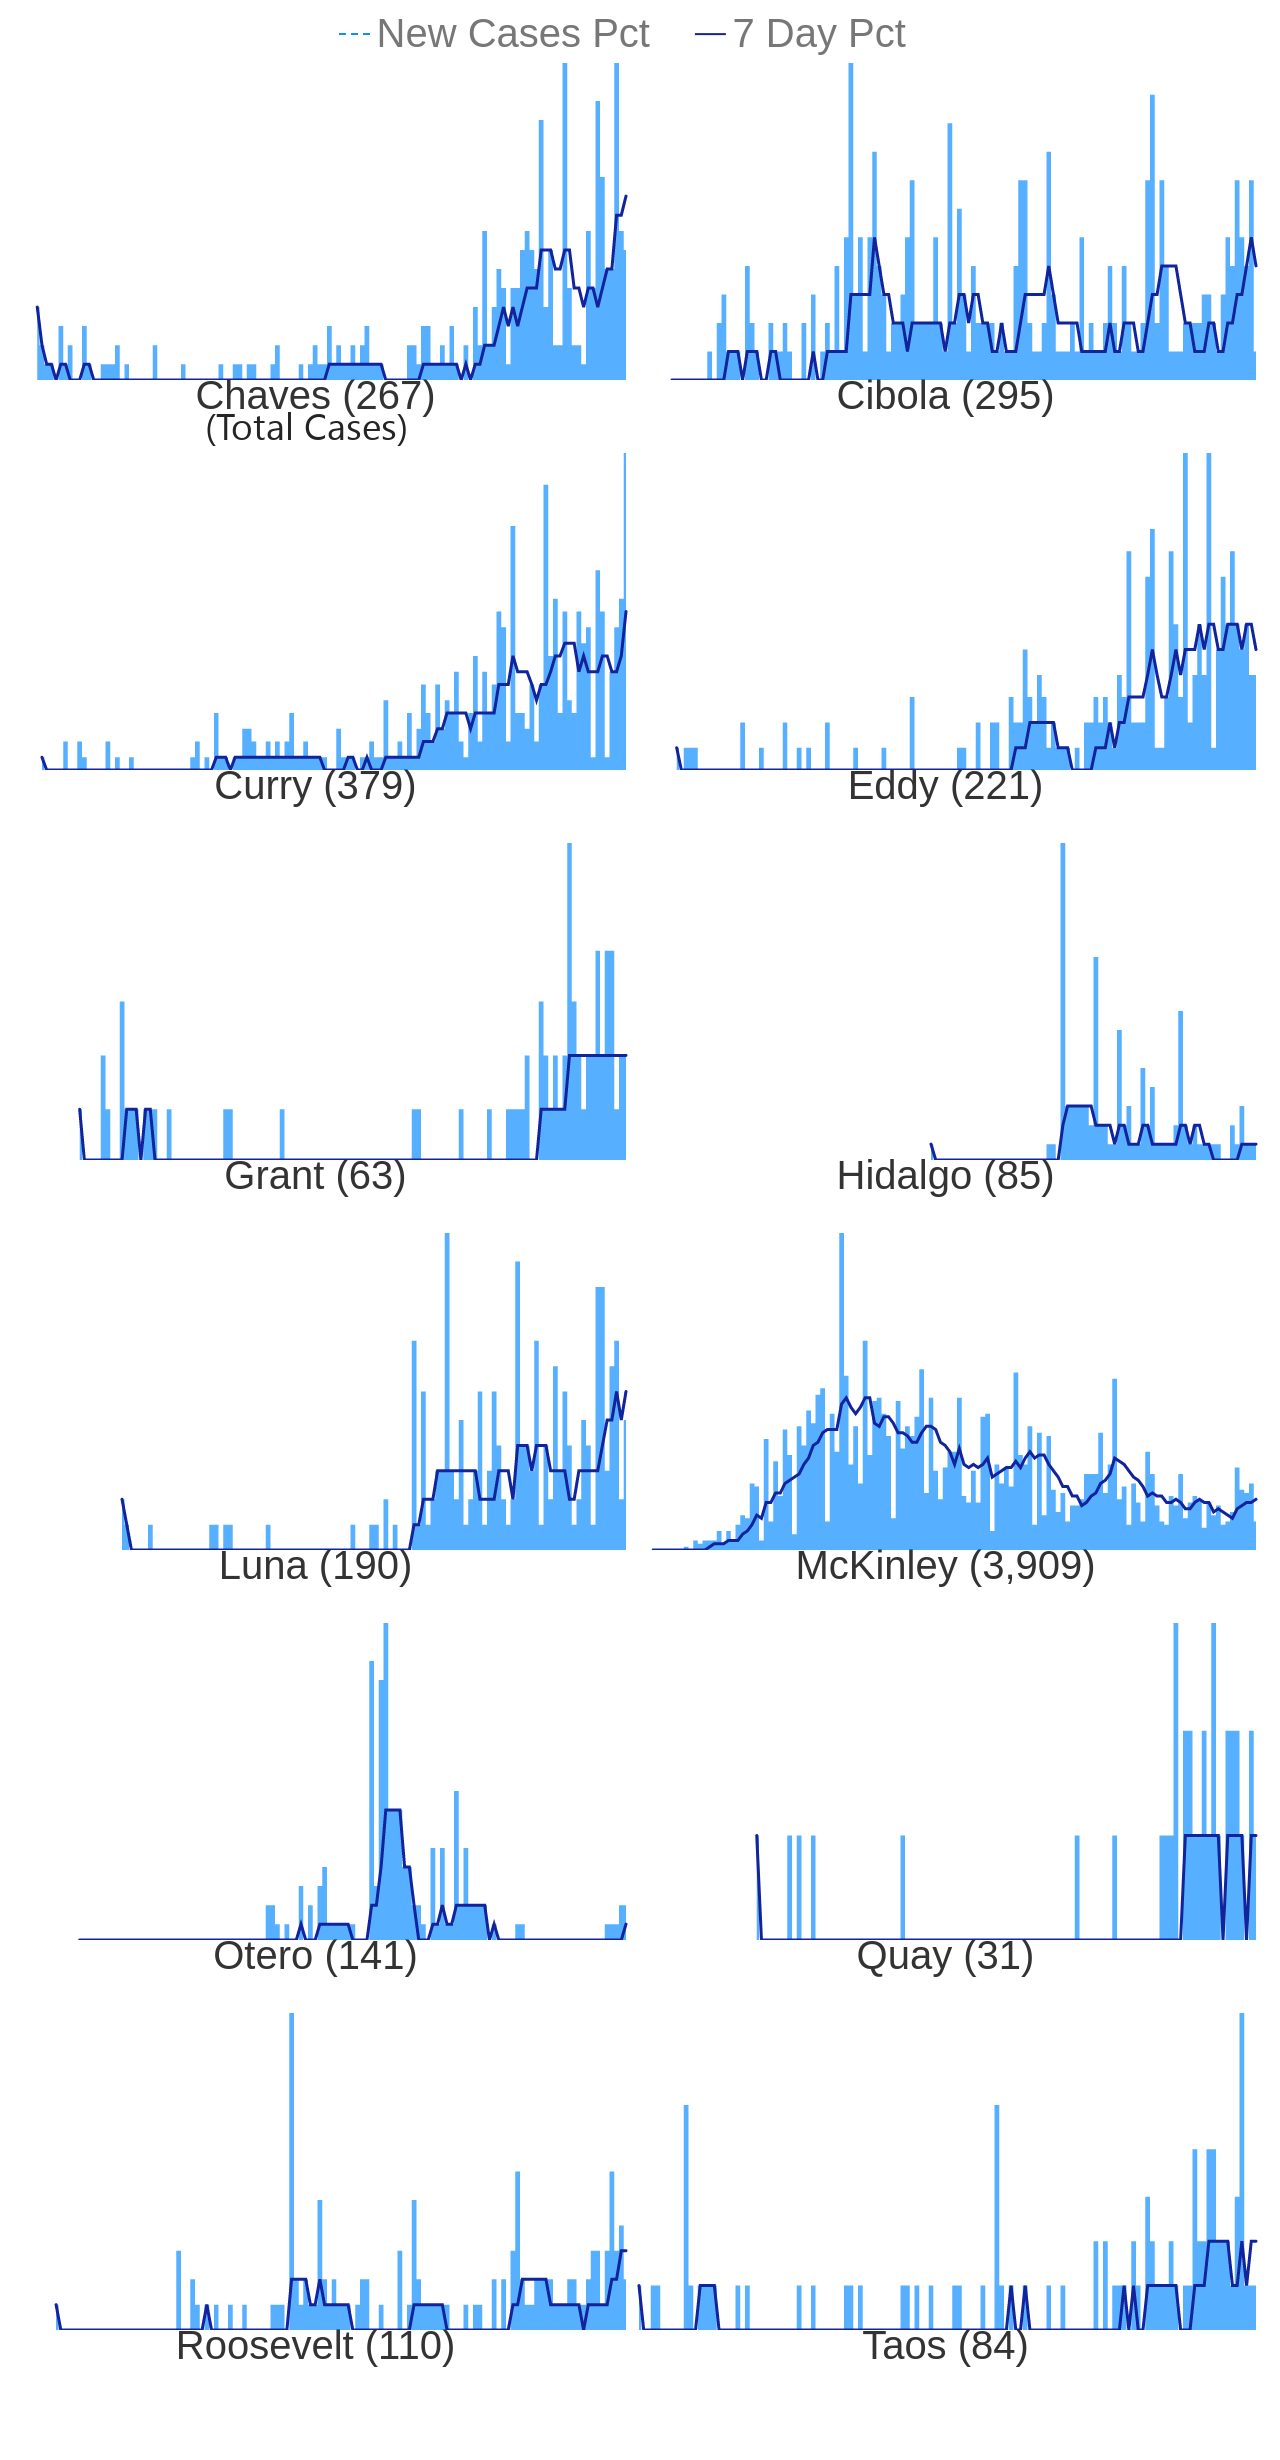 New Cases Pct 7 Day Pct
Chaves (267) Cibola (295)
(Total Cases)
Curry (379) Eddy (221)
Grant (63) Hidalgo (85)
Luna (190) McKinley (3,909)
Otero (141) Quay (31)
Roosevelt (110) Taos (84)